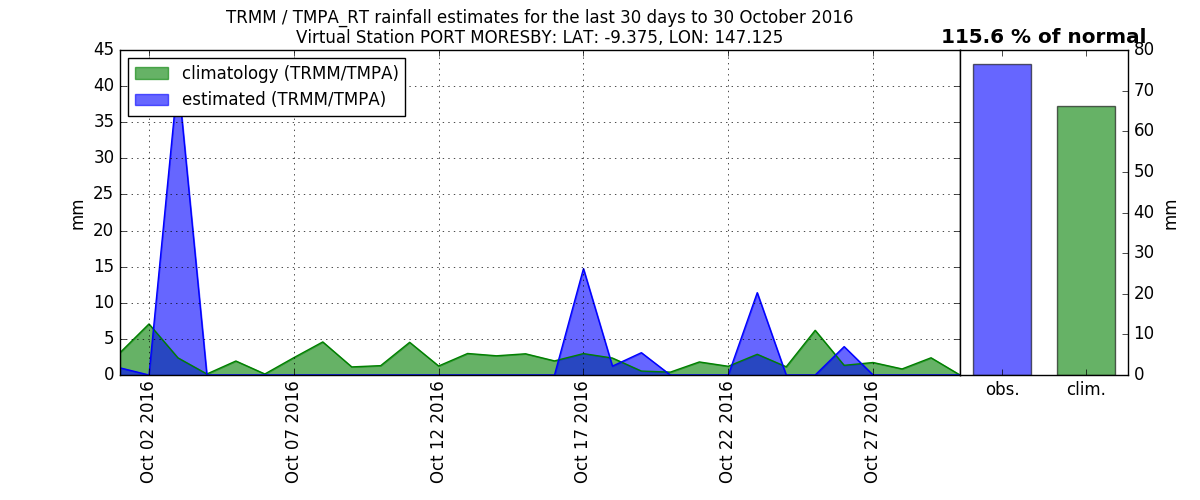 TRMM / TMPA_RT rainfall estimates for the last 30 days to 30 October 2016
Virtual Station PORT MORESBY: LAT: -9.375, LON: 147.125
115.6 % of normal
climatology (TRMM/TMPA)
estimated (TRMM/TMPA)
45
40
35
30
25
20
15
10
5
0
mm
Oct 02 2016
Oct 07 2016
Oct 12 2016
Oct 17 2016
Oct 22 2016
Oct 27 2016
obs.
clim.
80
70
60
50
40
30
20
10
0
mm